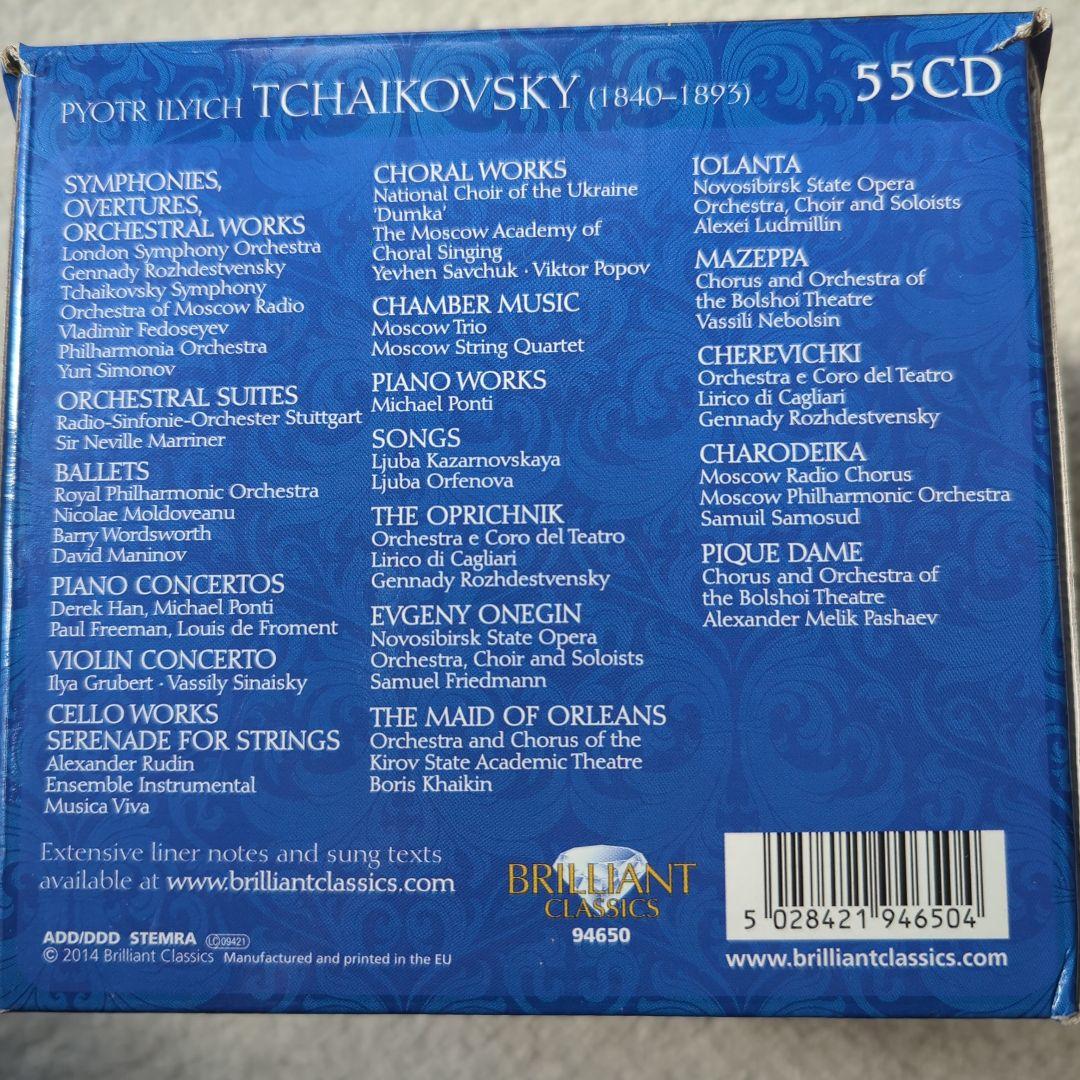 PYOTR ILYICH TCHAIKOVSKY (1840–1893)
55CD
SYMPHONIES,
OVERTURES,
ORCHESTRAL WORKS
London Symphony Orchestra
Gennady Rozhdestvensky
Tchaikovsky Symphony
Orchestra of Moscow Radio
Vladimir Fedoseyev
Philharmonia Orchestra
Yuri Simonov
ORCHESTRAL SUITES
Radio-Sinfonie-Orchester Stuttgart
Sir Neville Marriner
BALLETS
Royal Philharmonic Orchestra
Nicolae Moldoveanu
Barry Wordsworth
David Maninov
PIANO CONCERTOS
Derek Han, Michael Ponti
Paul Freeman, Louis de Froment
VIOLIN CONCERTO
Ilya Grubert · Vassily Sinaisky
CELLO WORKS
SERENADE FOR STRINGS
Alexander Rudin
Ensemble Instrumental
Musica Viva
CHORAL WORKS
National Choir of the Ukraine
'Dumka'
The Moscow Academy of
Choral Singing
Yevhen Savchuk · Viktor Popov
CHAMBER MUSIC
Moscow Trio
Moscow String Quartet
PIANO WORKS
Michael Ponti
SONGS
Ljuba Kazarnovskaya
Ljuba Orfenova
THE OPRICHNIK
Orchestra e Coro del Teatro
Lirico di Cagliari
Gennady Rozhdestvensky
EVGENY ONEGIN
Novosibirsk State Opera
Orchestra, Choir and Soloists
Samuel Friedmann
THE MAID OF ORLEANS
Orchestra and Chorus of the
Kirov State Academic Theatre
Boris Khaikin
IOLANTA
Novosibirsk State Opera
Orchestra, Choir and Soloists
Alexei Ludmillin
MAZEPPA
Chorus and Orchestra of
the Bolshoi Theatre
Vassili Nebolsin
CHEREVICHKI
Orchestra e Coro del Teatro
Lirico di Cagliari
Gennady Rozhdestvensky
CHARODEIKA
Moscow Radio Chorus
Moscow Philharmonic Orchestra
Samuil Samosud
PIQUE DAME
Chorus and Orchestra of
the Bolshoi Theatre
Alexander Melik Pashaev
Extensive liner notes and sung texts
available at www.brilliantclassics.com
ADD/DDD STEMRA LC 09421
© 2014 Brilliant Classics Manufactured and printed in the EU
BRILLIANT
CLASSICS
94650
5 028421 946504
www.brilliantclassics.com